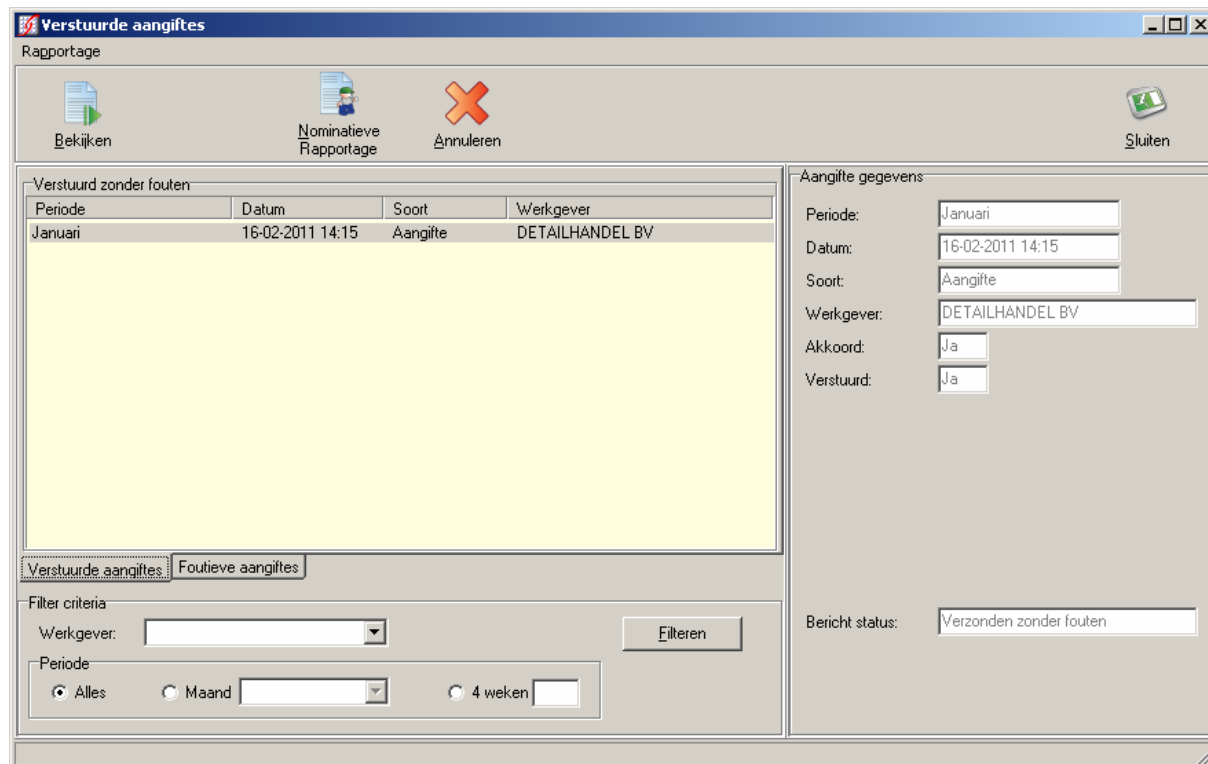 Verstuurde aangiftes
Rapportage
Bekijken
Nominatieve
Rapportage
Annuleren
Sluiten
Verstuurd zonder fouten
Periode Datum Soort Werkgever
Januari 16-02-2011 14:15 Aangifte DETAILHANDEL BV
Verstuurde aangiftes Foutieve aangiftes
Filter criteria
Werkgever:
Filteren
Periode
Alles Maand 4 weken
Aangifte gegevens
Periode: Januari
Datum: 16-02-2011 14:15
Soort: Aangifte
Werkgever: DETAILHANDEL BV
Akkoord: Ja
Verstuurd: Ja
Bericht status: Verzonden zonder fouten